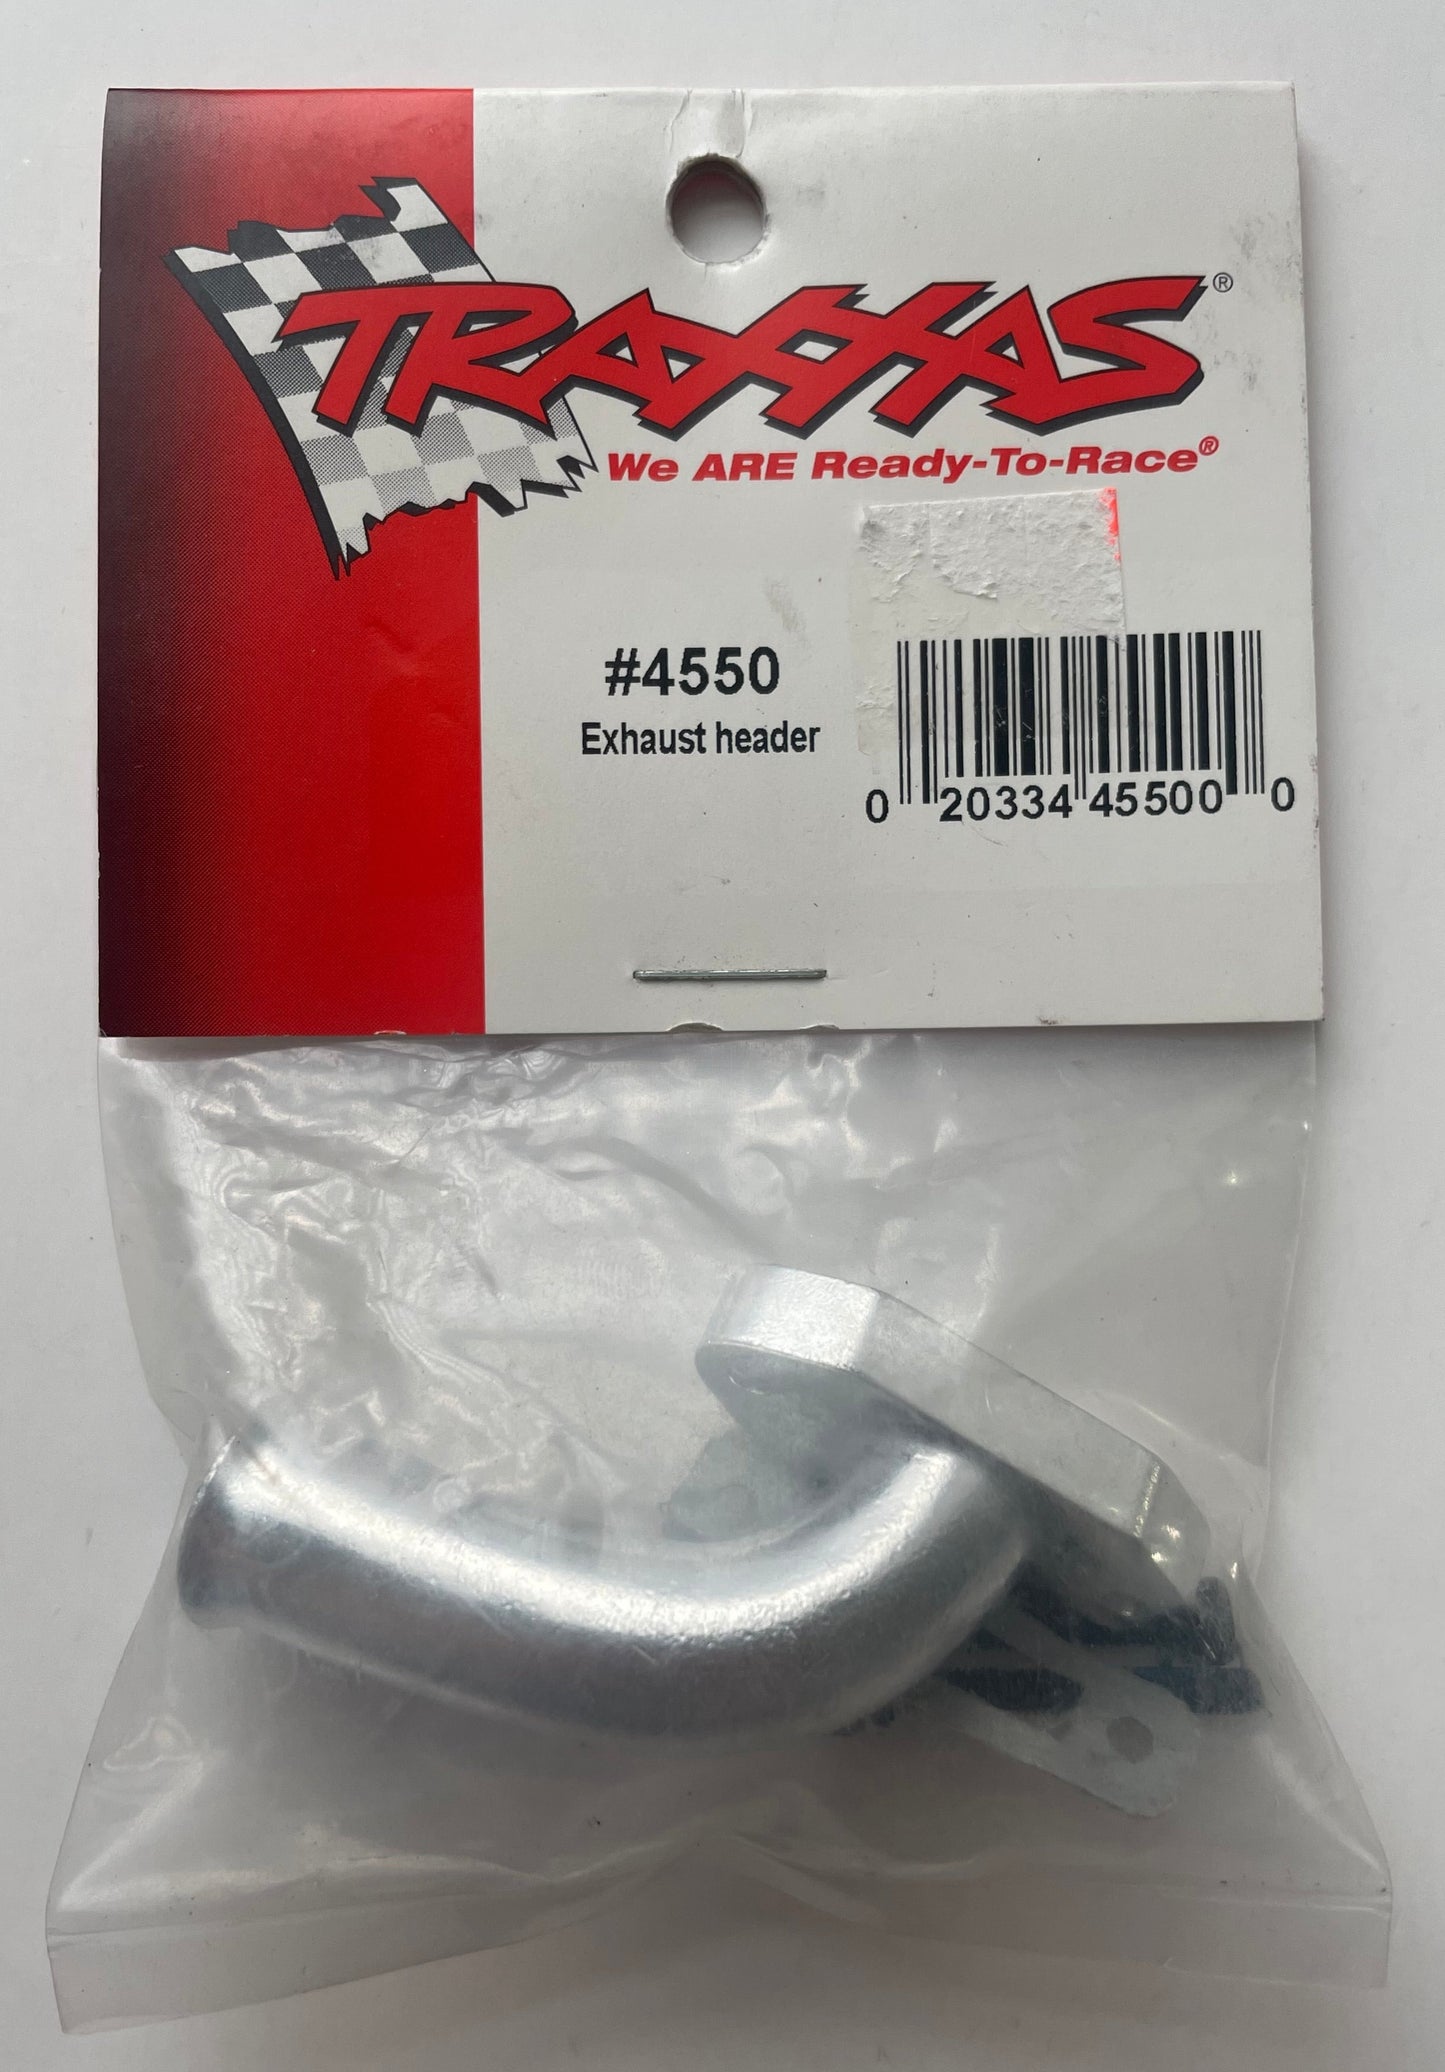 TRAXXAS®
We ARE Ready-To-Race®
#4550
Exhaust header
0 20334 45500 0